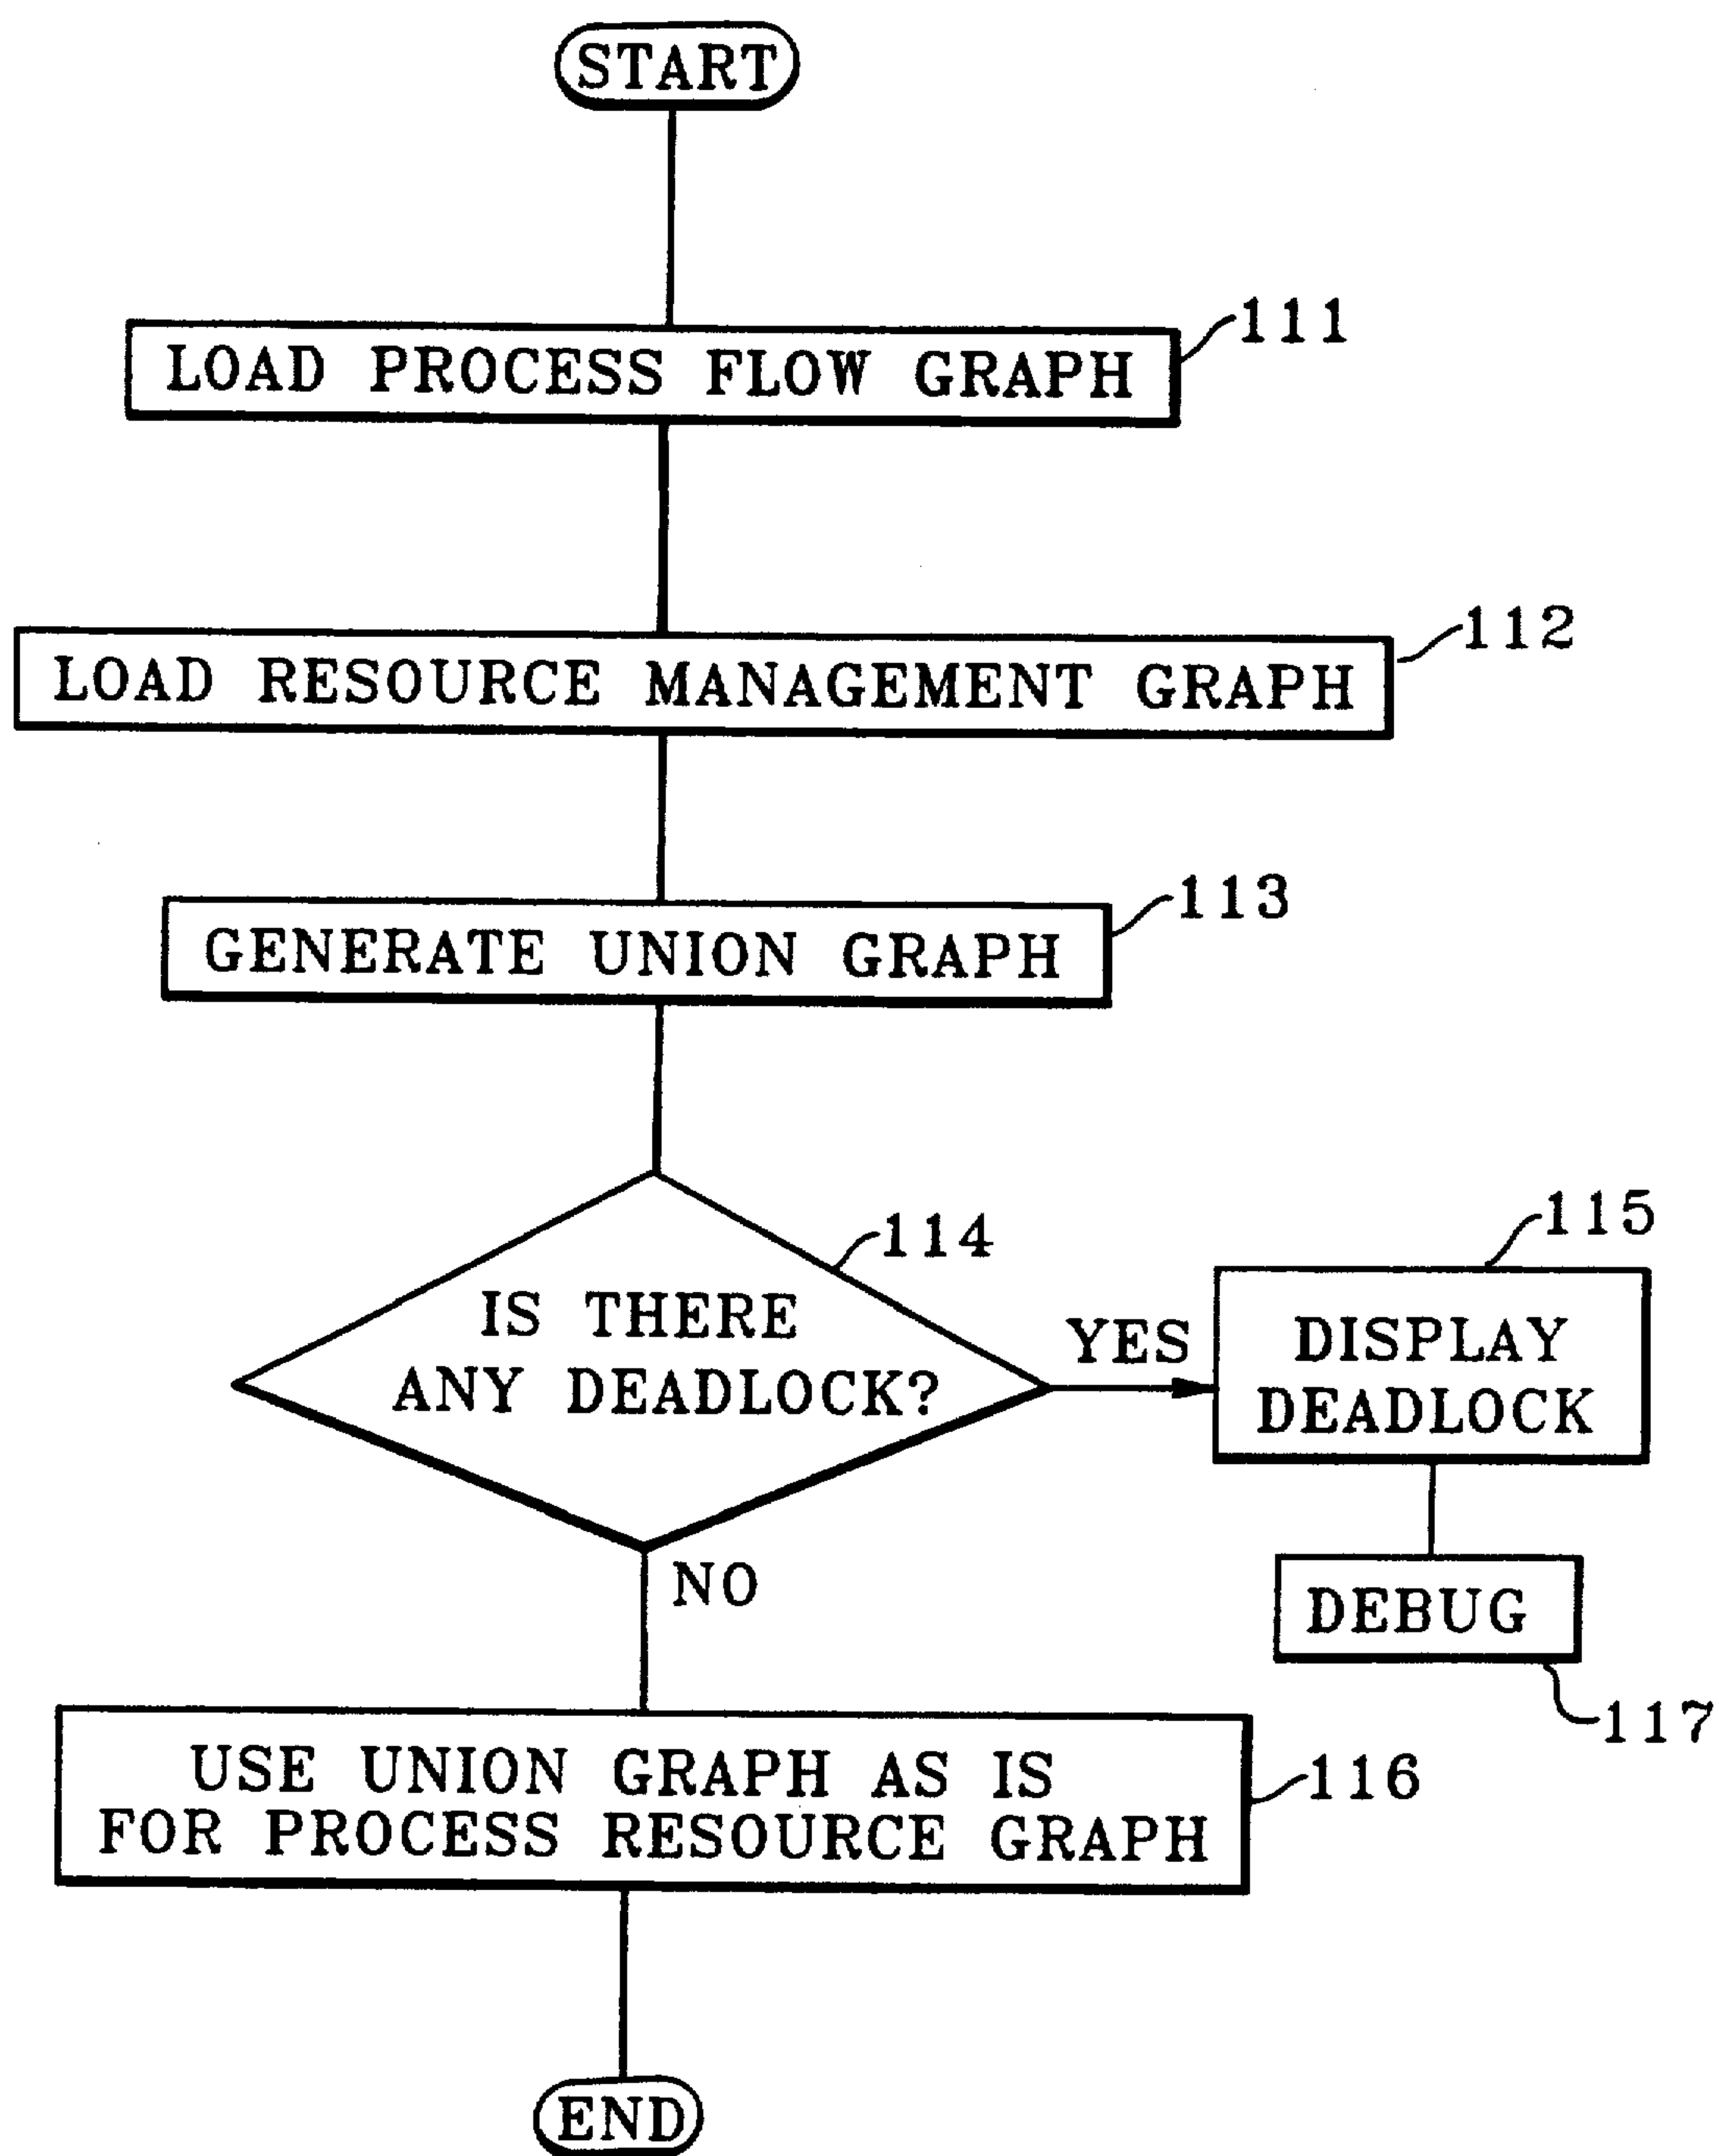 START
111
LOAD PROCESS FLOW GRAPH
112
LOAD RESOURCE MANAGEMENT GRAPH
113
GENERATE UNION GRAPH
114
IS THERE
ANY DEADLOCK?
YES
115
DISPLAY
DEADLOCK
NO
DEBUG
117
USE UNION GRAPH AS IS
FOR PROCESS RESOURCE GRAPH
116
END